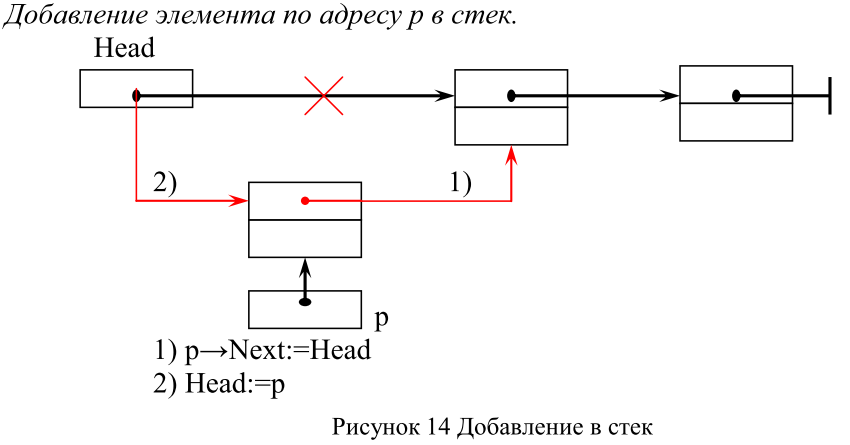 Добавление элемента по адресу p в стек.
Head
2)
1)
p
1) p→Next:=Head
2) Head:=p
Рисунок 14 Добавление в стек